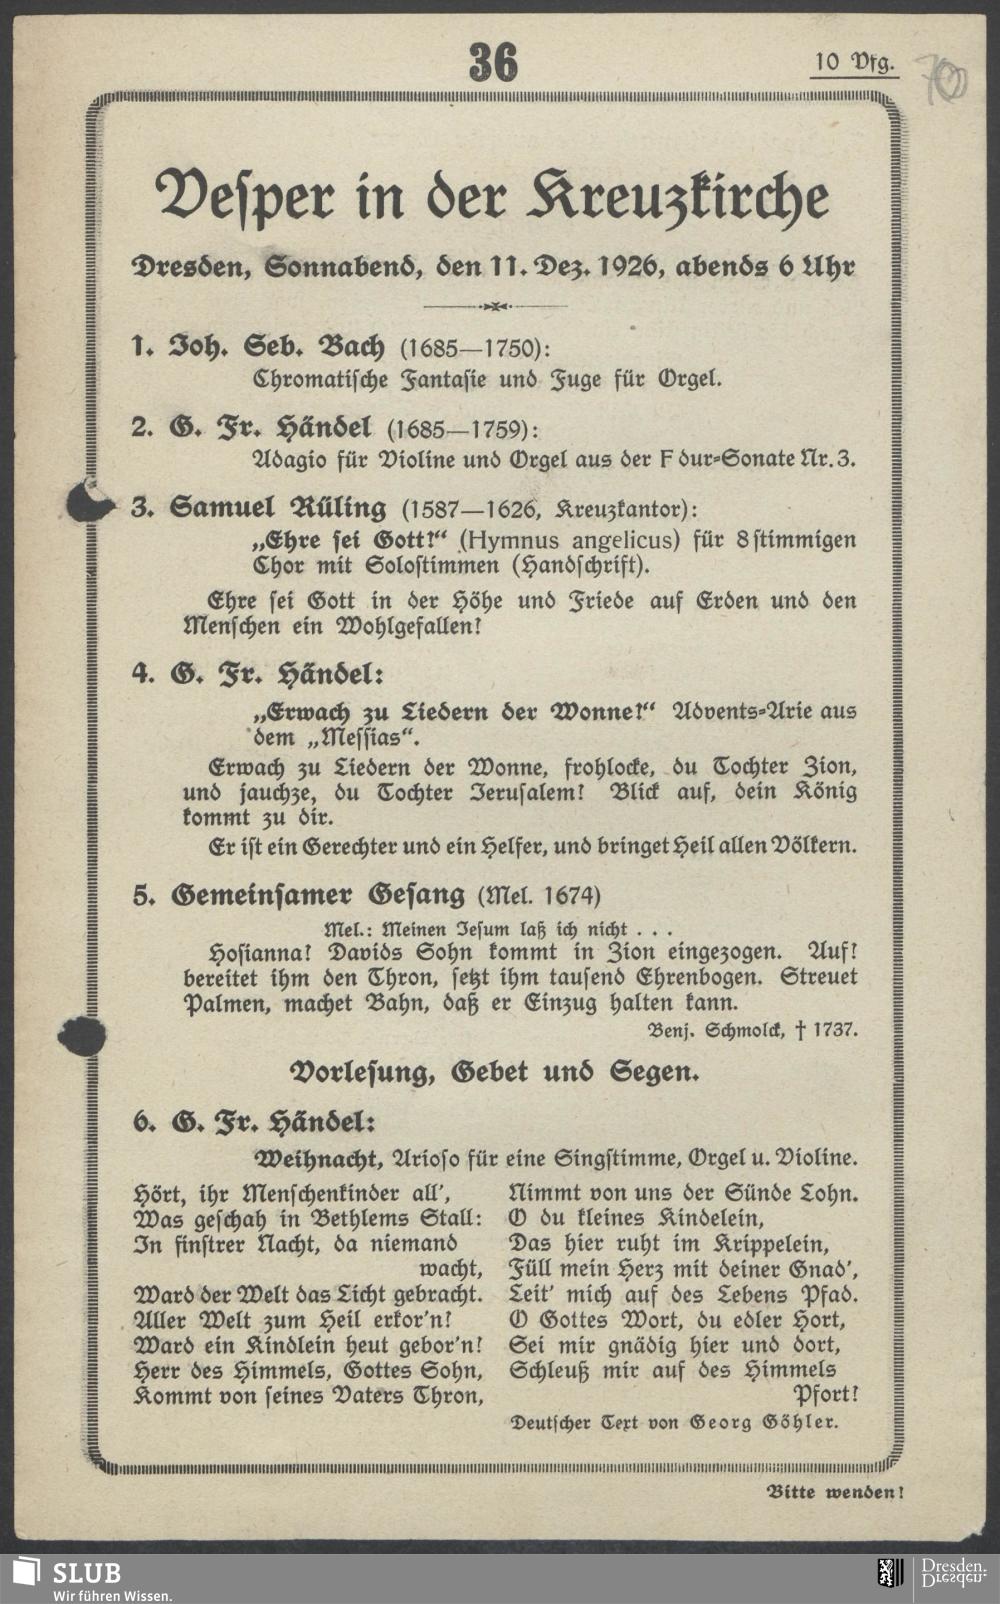 36
10 Pfg.
70
Vesper in der Kreuzkirche
Dresden, Sonnabend, den 11. Dez. 1926, abends 6 Uhr
1. Joh. Seb. Bach (1685—1750):
Chromatische Fantasie und Fuge für Orgel.
2. G. Fr. Händel (1685—1759):
Adagio für Violine und Orgel aus der F dur-Sonate Nr. 3.
3. Samuel Rüling (1587—1626, Kreuzkantor):
„Ehre sei Gott!“ (Hymnus angelicus) für 8stimmigen
Chor mit Solostimmen (Handschrift).
Ehre sei Gott in der Höhe und Friede auf Erden und den
Menschen ein Wohlgefallen!
4. G. Fr. Händel:
„Erwach zu Liedern der Wonne!“ Advents-Arie aus
dem „Messias“.
Erwach zu Liedern der Wonne, frohlocke, du Tochter Zion,
und jauchze, du Tochter Jerusalem! Blick auf, dein König
kommt zu dir.
Er ist ein Gerechter und ein Helfer, und bringet Heil allen Völkern.
5. Gemeinsamer Gesang (Mel. 1674)
Mel.: Meinen Jesum laß ich nicht . . .
Hosianna! Davids Sohn kommt in Zion eingezogen. Auf!
bereitet ihm den Thron, setzt ihm tausend Ehrenbogen. Streuet
Palmen, machet Bahn, daß er Einzug halten kann.
Benj. Schmolck, † 1737.
Vorlesung, Gebet und Segen.
6. G. Fr. Händel:
Weihnacht, Arioso für eine Singstimme, Orgel u. Violine.
Hört, ihr Menschenkinder all',
Was geschah in Bethlems Stall:
In finstrer Nacht, da niemand
wacht,
Ward der Welt das Licht gebracht.
Aller Welt zum Heil erkor'n!
Ward ein Kindlein heut gebor'n!
Herr des Himmels, Gottes Sohn,
Kommt von seines Vaters Thron,
Nimmt von uns der Sünde Lohn.
O du kleines Kindelein,
Das hier ruht im Krippelein,
Füll mein Herz mit deiner Gnad',
Leit' mich auf des Lebens Pfad.
O Gottes Wort, du edler Hort,
Sei mir gnädig hier und dort,
Schleuß mir auf des Himmels
Pfort!
Deutscher Text von Georg Göhler.
Bitte wenden!
SLUB
Wir führen Wissen.
Dresden.
Dresden.